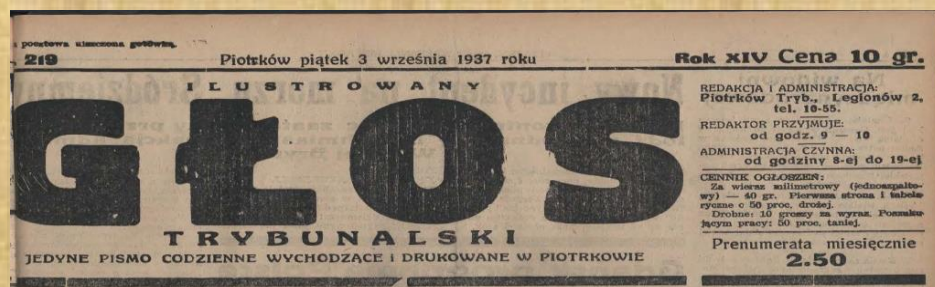 pocztowa uiszczona gotówką.
219 Piotrków piątek 3 września 1937 roku Rok XIV Cena 10 gr.
ILUSTROWANY
GŁOS
TRYBUNALSKI
JEDYNE PISMO CODZIENNE WYCHODZĄCE i DRUKOWANE W PIOTRKOWIE
REDAKCJA I ADMINISTRACJA:
Piotrków Tryb., Legionów 2,
tel. 10-55.
REDAKTOR PRZYJMUJE:
od godz. 9 — 10
ADMINISTRACJA CZYNNA:
od godziny 8-ej do 19-ej
CENNIK OGŁOSZEŃ:
Za wiersz milimetrowy (jednoszpalto-
wy) — 40 gr. Pierwsza strona i tabela-
ryczne o 50 proc. drożej.
Drobne: 10 groszy za wyraz. Poszuku-
jącym pracy: 50 proc. taniej.
Prenumerata miesięcznie
2.50